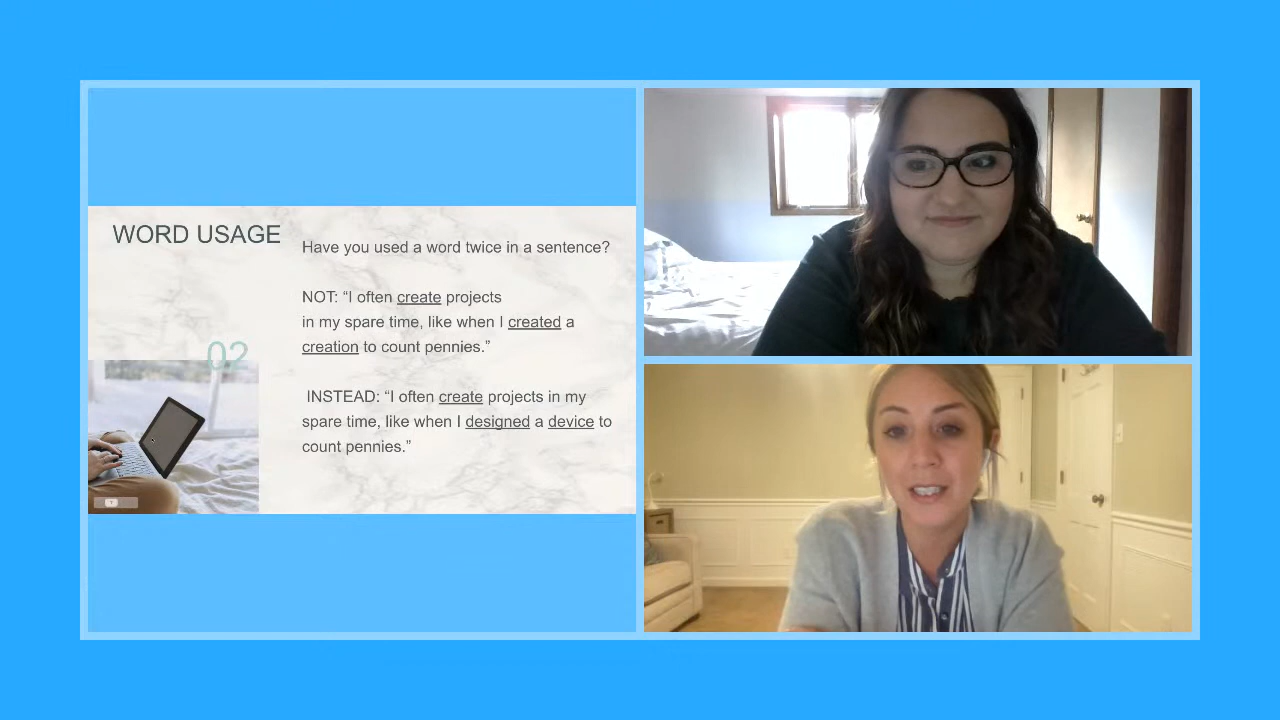 WORD USAGE
02
Have you used a word twice in a sentence?
NOT: “I often create projects
in my spare time, like when I created a
creation to count pennies.”
INSTEAD: “I often create projects in my
spare time, like when I designed a device to
count pennies.”